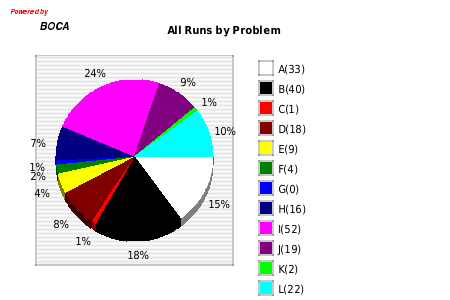 Powered by
BOCA
All Runs by Problem
24%
9%
1%
10%
7%
1%
2%
4%
8%
1%
18%
15%
A(33)
B(40)
C(1)
D(18)
E(9)
F(4)
G(0)
H(16)
I(52)
J(19)
K(2)
L(22)